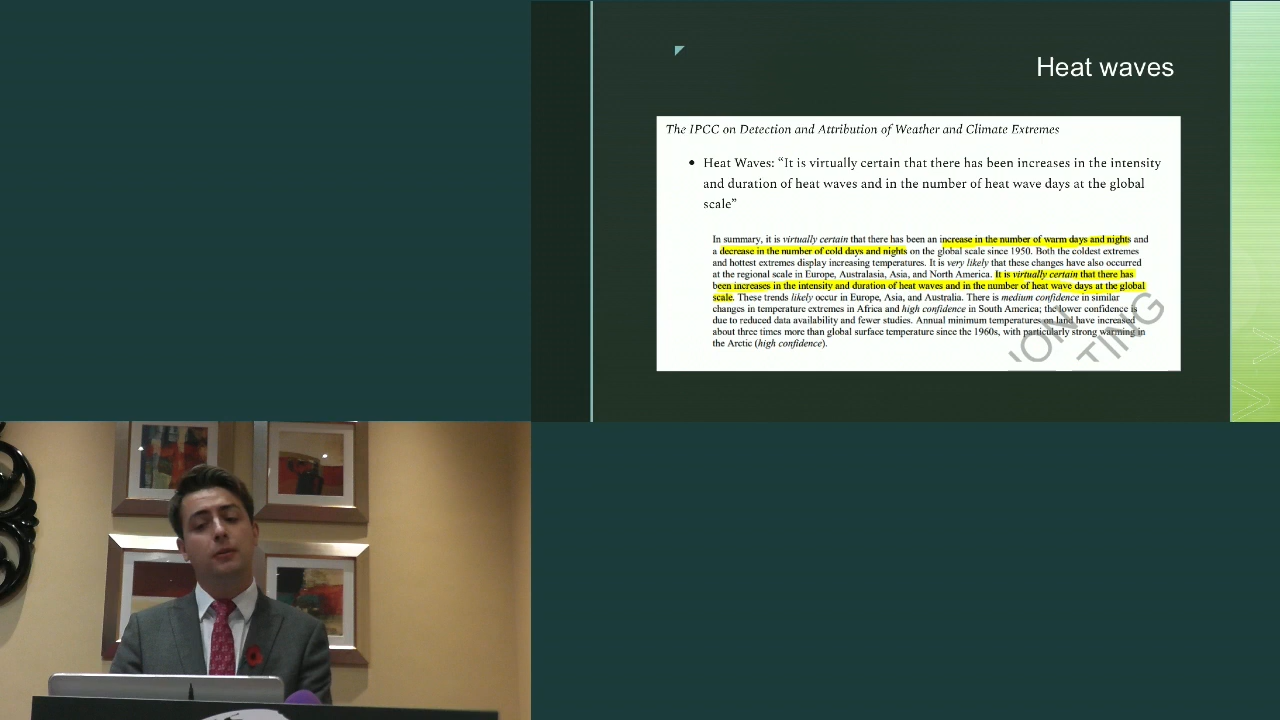 Heat waves
The IPCC on Detection and Attribution of Weather and Climate Extremes
• Heat Waves: “It is virtually certain that there has been increases in the intensity
and duration of heat waves and in the number of heat wave days at the global
scale”
In summary, it is virtually certain that there has been an increase in the number of warm days and nights and
a decrease in the number of cold days and nights on the global scale since 1950. Both the coldest extremes
and hottest extremes display increasing temperatures. It is very likely that these changes have also occurred
at the regional scale in Europe, Australasia, Asia, and North America. It is virtually certain that there has
been increases in the intensity and duration of heat waves and in the number of heat wave days at the global
scale. These trends likely occur in Europe, Asia, and Australia. There is medium confidence in similar
changes in temperature extremes in Africa and high confidence in South America; the lower confidence is
due to reduced data availability and fewer studies. Annual minimum temperatures on land have increased
about three times more than global surface temperature since the 1960s, with particularly strong warming in
the Arctic (high confidence).
ION
TING